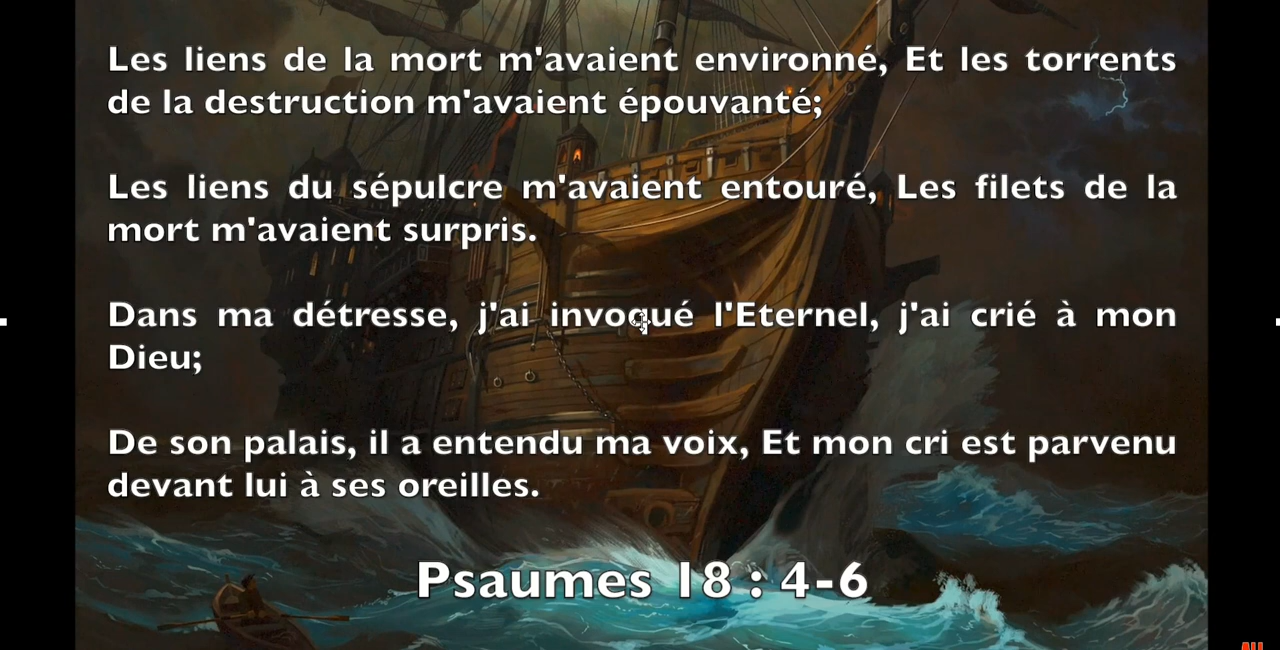 Les liens de la mort m'avaient environné, Et les torrents
de la destruction m'avaient épouvanté;
Les liens du sépulcre m'avaient entouré, Les filets de la
mort m'avaient surpris.
Dans ma détresse, j'ai invoqué l'Eternel, j'ai crié à mon
Dieu;
De son palais, il a entendu ma voix, Et mon cri est parvenu
devant lui à ses oreilles.
Psaumes 18 : 4-6